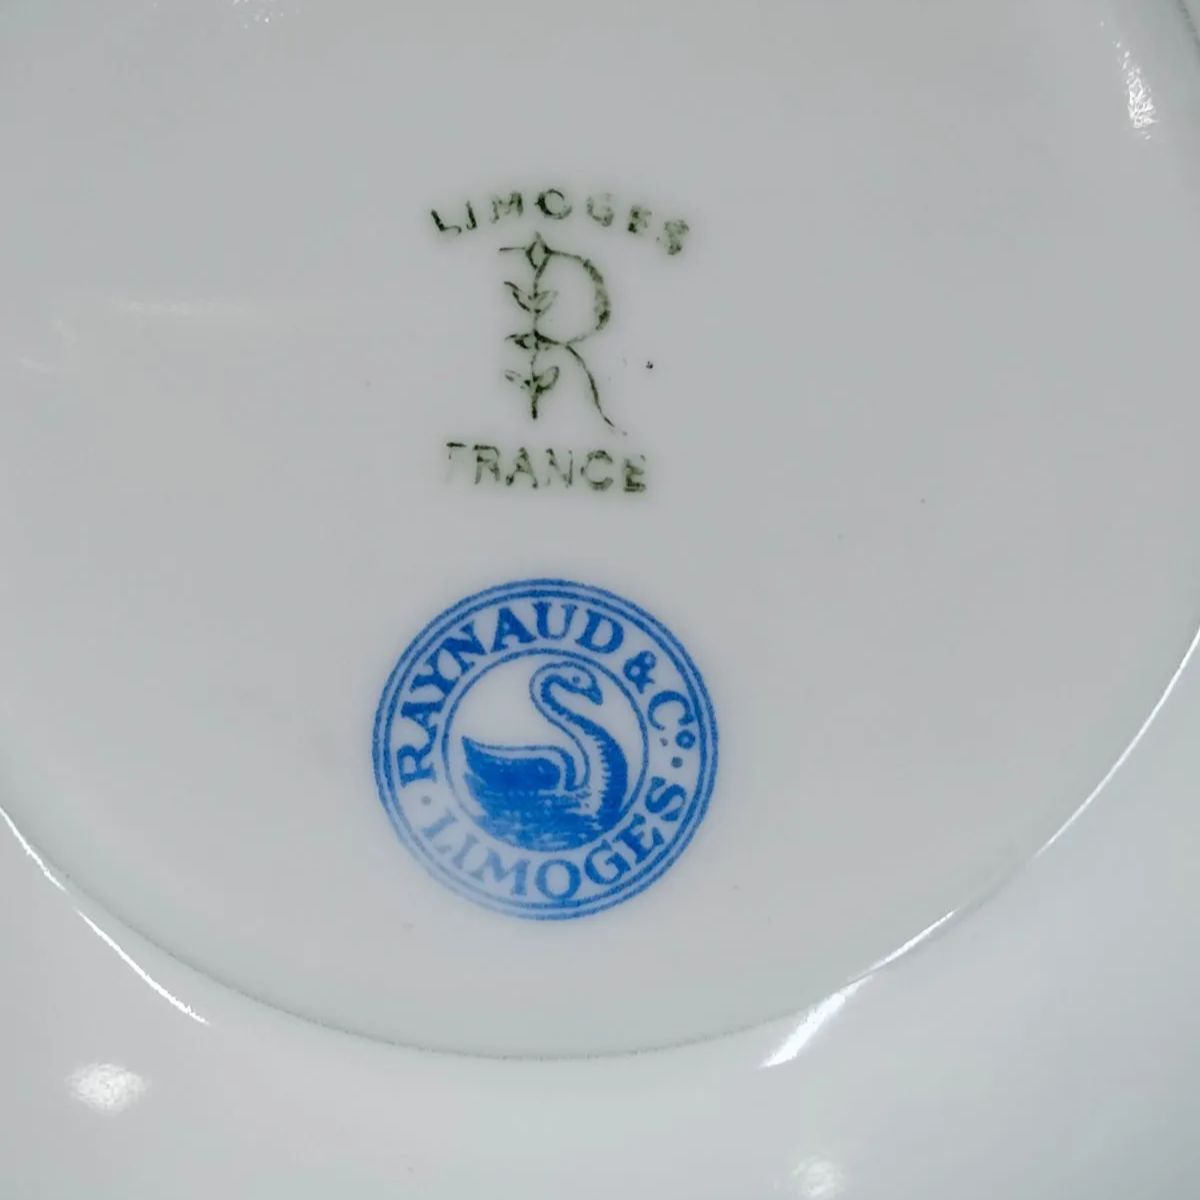 LIMOGES
R
FRANCE
RAYNAUD & Co.
LIMOGES